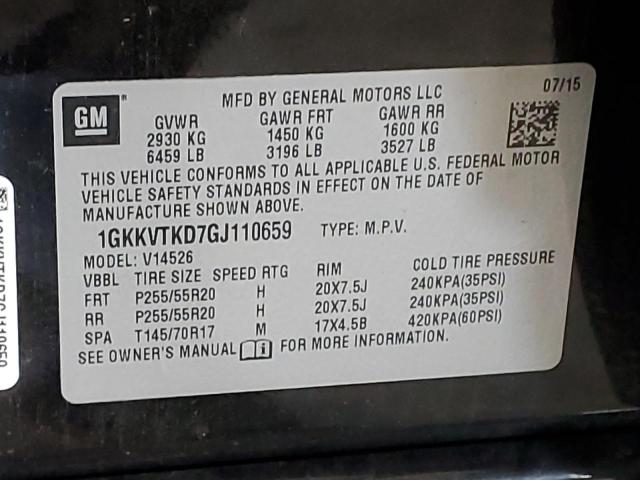 GM
MFD BY GENERAL MOTORS LLC 07/15
GVWR GAWR FRT GAWR RR
2930 KG 1450 KG 1600 KG
6459 LB 3196 LB 3527 LB
THIS VEHICLE CONFORMS TO ALL APPLICABLE U.S. FEDERAL MOTOR
VEHICLE SAFETY STANDARDS IN EFFECT ON THE DATE OF
MANUFACTURE SHOWN ABOVE.
1GKKVTKD7GJ110659 TYPE: M.P.V.
MODEL: V14526
VBBL TIRE SIZE SPEED RTG RIM COLD TIRE PRESSURE
FRT P255/55R20 H 20X7.5J 240KPA(35PSI)
RR P255/55R20 H 20X7.5J 240KPA(35PSI)
SPA T145/70R17 M 17X4.5B 420KPA(60PSI)
SEE OWNER'S MANUAL FOR MORE INFORMATION.